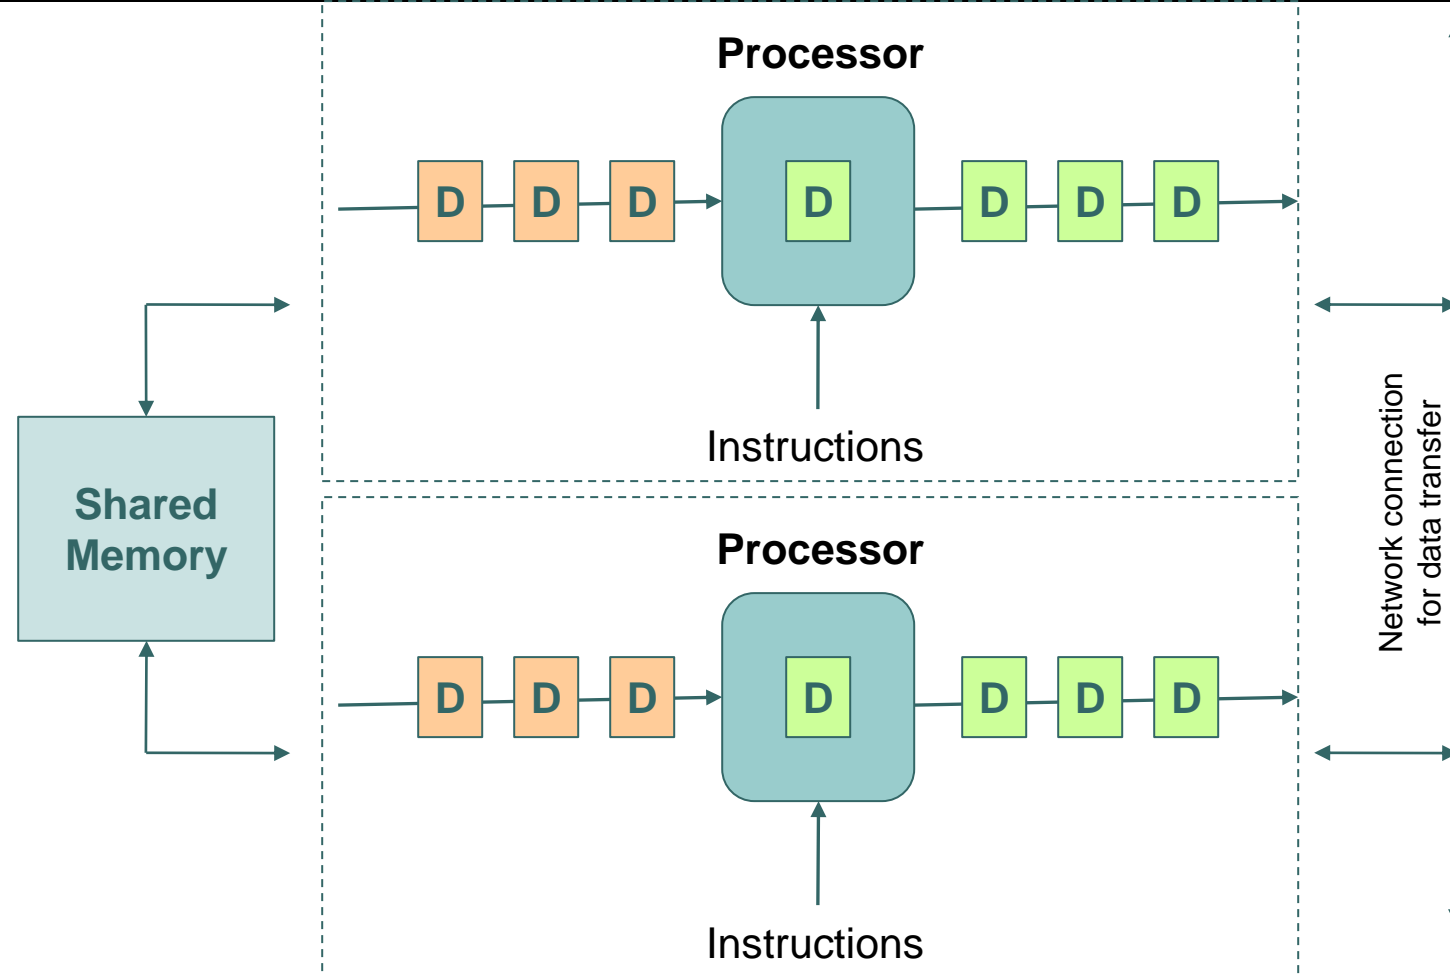 Processor
D D D D D D D
Instructions
Shared
Memory
Processor
D D D D D D D
Instructions
Network connection
for data transfer